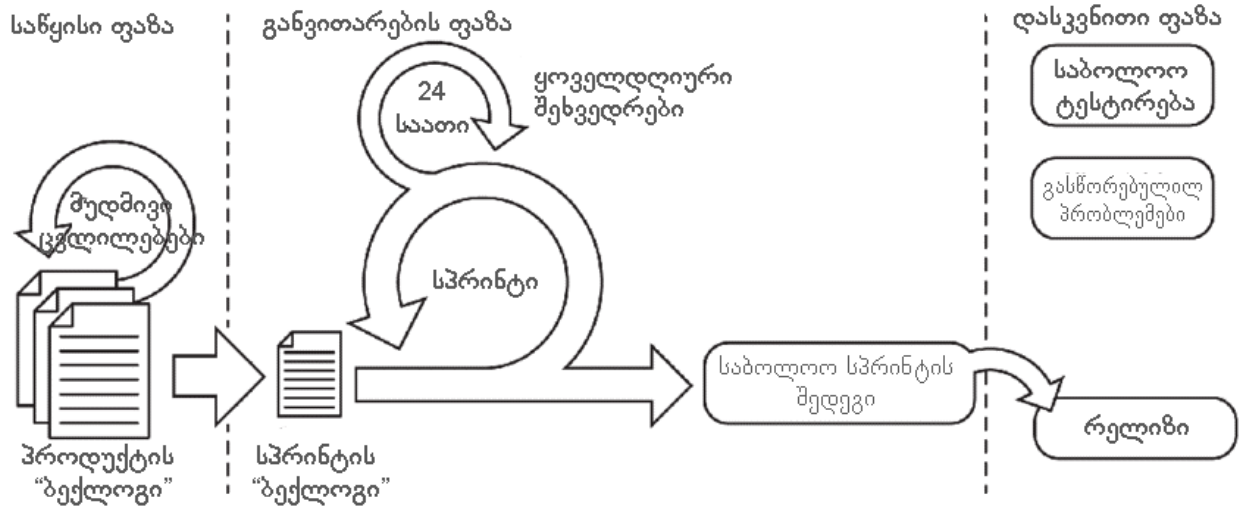 საწყისი ფაზა
განვითარების ფაზა
დასკვნითი ფაზა
24
საათი
ყოველდღიური
შეხვედრები
საბოლოო
ტესტირება
გასწორებულილ
პრობლემები
მუდმივი
ცვლილებები
სპრინტი
საბოლოო სპრინტის
შედეგი
რელიზი
პროდუქტის
“ბექლოგი”
სპრინტის
“ბექლოგი”